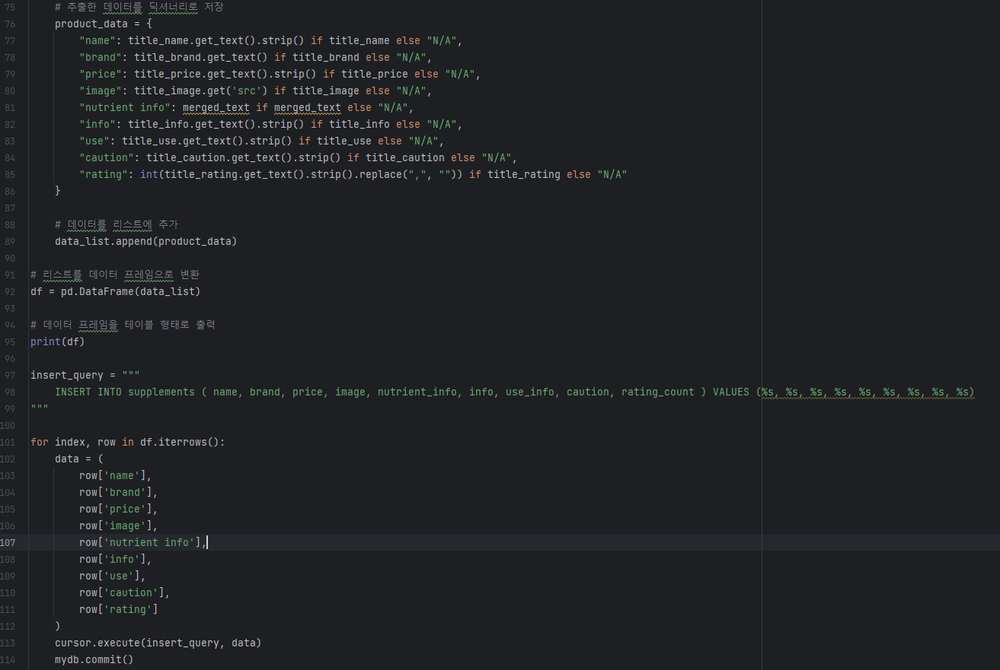 75 # 추출한 데이터를 딕셔너리로 저장
76 product_data = {
77 "name": title_name.get_text().strip() if title_name else "N/A",
78 "brand": title_brand.get_text() if title_brand else "N/A",
79 "price": title_price.get_text().strip() if title_price else "N/A",
80 "image": title_image.get('src') if title_image else "N/A",
81 "nutrient info": merged_text if merged_text else "N/A",
82 "info": title_info.get_text().strip() if title_info else "N/A",
83 "use": title_use.get_text().strip() if title_use else "N/A",
84 "caution": title_caution.get_text().strip() if title_caution else "N/A",
85 "rating": int(title_rating.get_text().strip().replace(",", "")) if title_rating else "N/A"
86 }
87
88 # 데이터를 리스트에 추가
89 data_list.append(product_data)
90
91 # 리스트를 데이터 프레임으로 변환
92 df = pd.DataFrame(data_list)
93
94 # 데이터 프레임을 테이블 형태로 출력
95 print(df)
96
97 insert_query = """
98 INSERT INTO supplements ( name, brand, price, image, nutrient_info, info, use_info, caution, rating_count ) VALUES (%s, %s, %s, %s, %s, %s, %s, %s, %s)
99 """
100
101 for index, row in df.iterrows():
102 data = (
103 row['name'],
104 row['brand'],
105 row['price'],
106 row['image'],
107 row['nutrient info'],
108 row['info'],
109 row['use'],
110 row['caution'],
111 row['rating']
112 )
113 cursor.execute(insert_query, data)
114 mydb.commit()